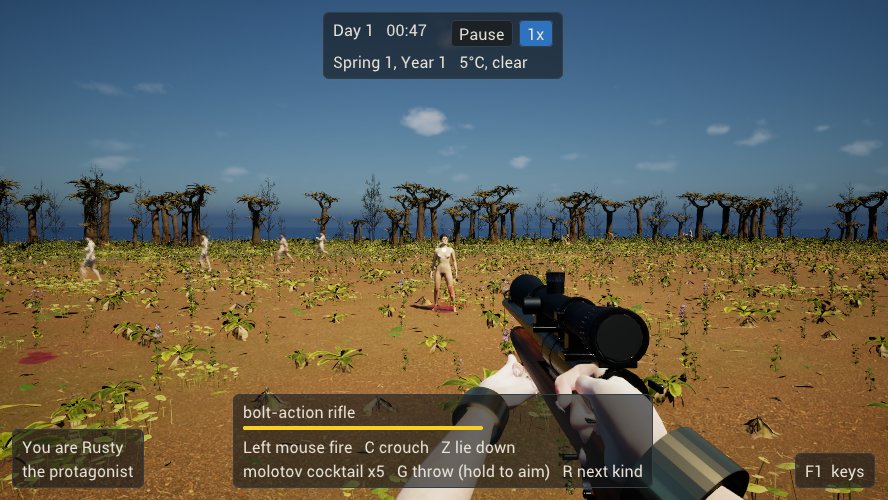 Day 1 00:47 Pause 1x
Spring 1, Year 1 5°C, clear
bolt-action rifle
Left mouse fire C crouch Z lie down
molotov cocktail x5 G throw (hold to aim) R next kind
You are Rusty
the protagonist
F1 keys